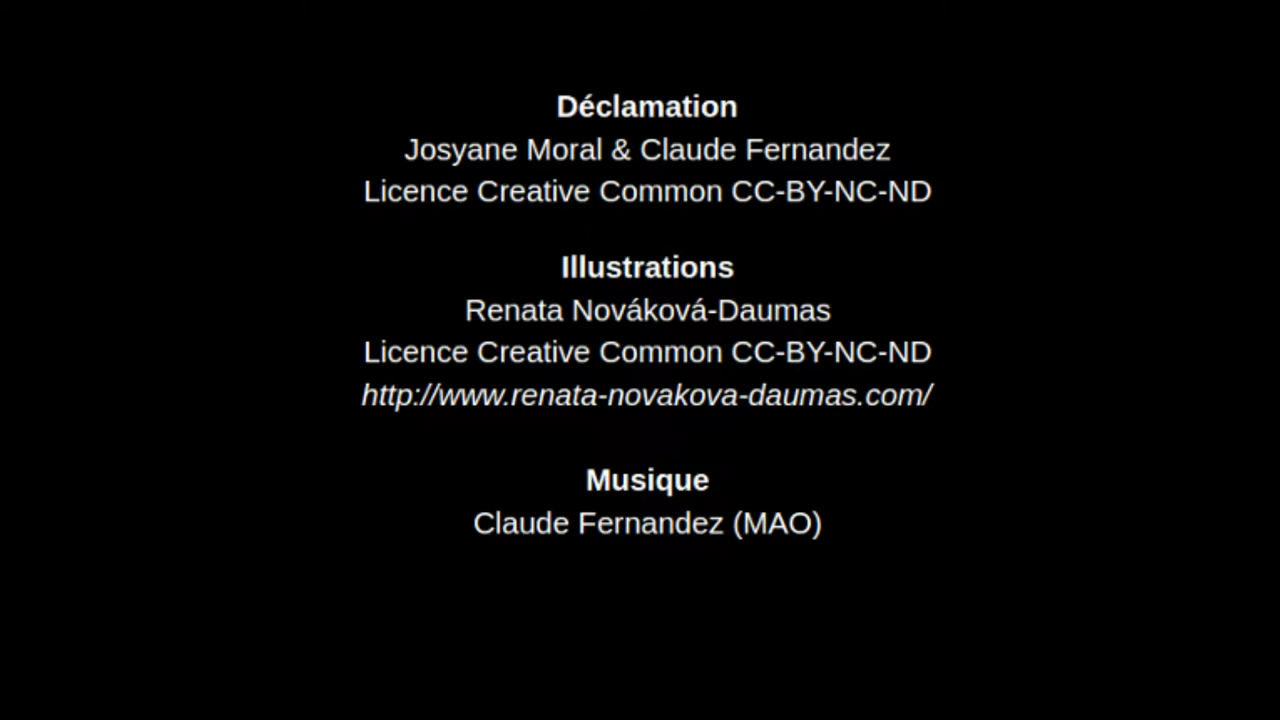 Déclamation
Josyane Moral & Claude Fernandez
Licence Creative Common CC-BY-NC-ND
Illustrations
Renata Nováková-Daumas
Licence Creative Common CC-BY-NC-ND
http://www.renata-novakova-daumas.com/
Musique
Claude Fernandez (MAO)